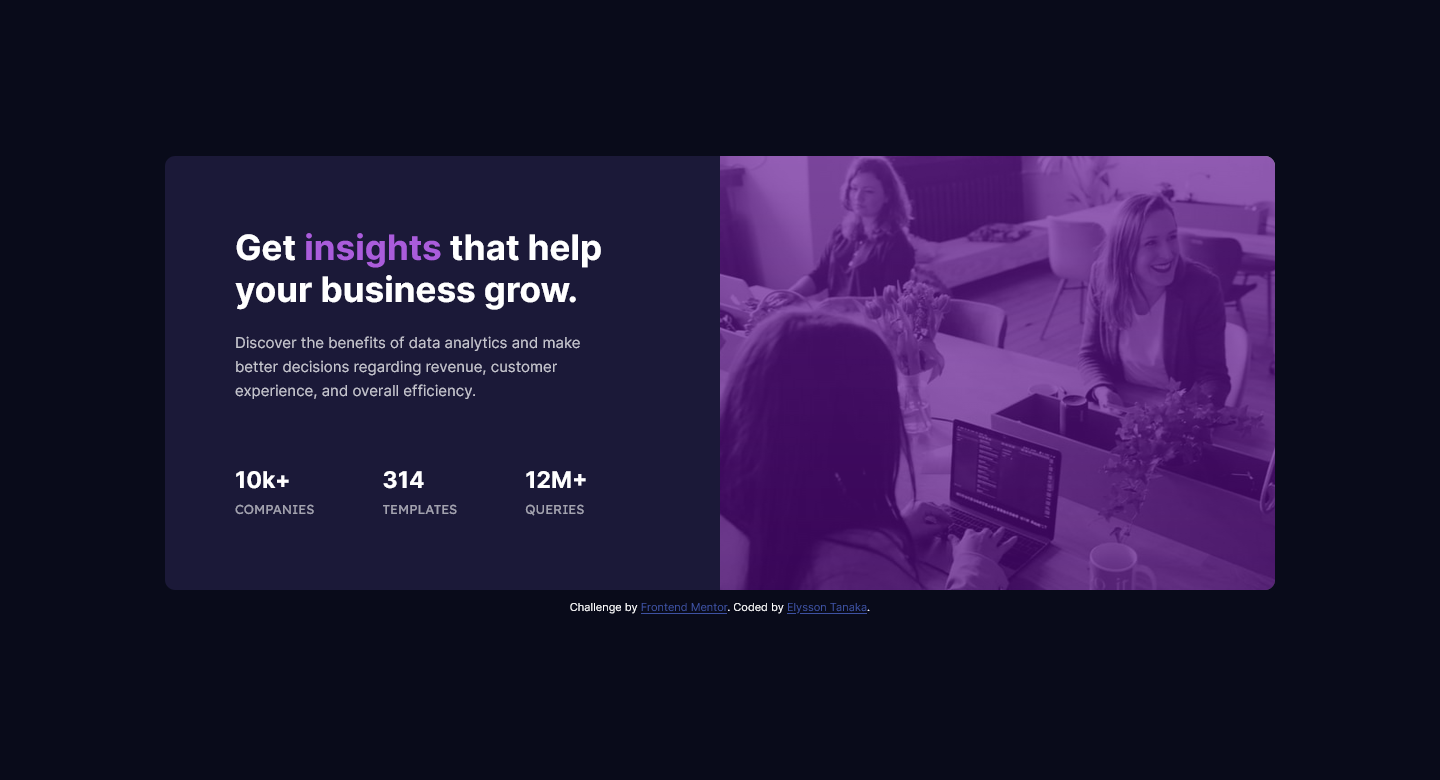 Get insights that help
your business grow.
Discover the benefits of data analytics and make
better decisions regarding revenue, customer
experience, and overall efficiency.
10k+ 314 12M+
COMPANIES TEMPLATES QUERIES
Challenge by Frontend Mentor. Coded by Elysson Tanaka.